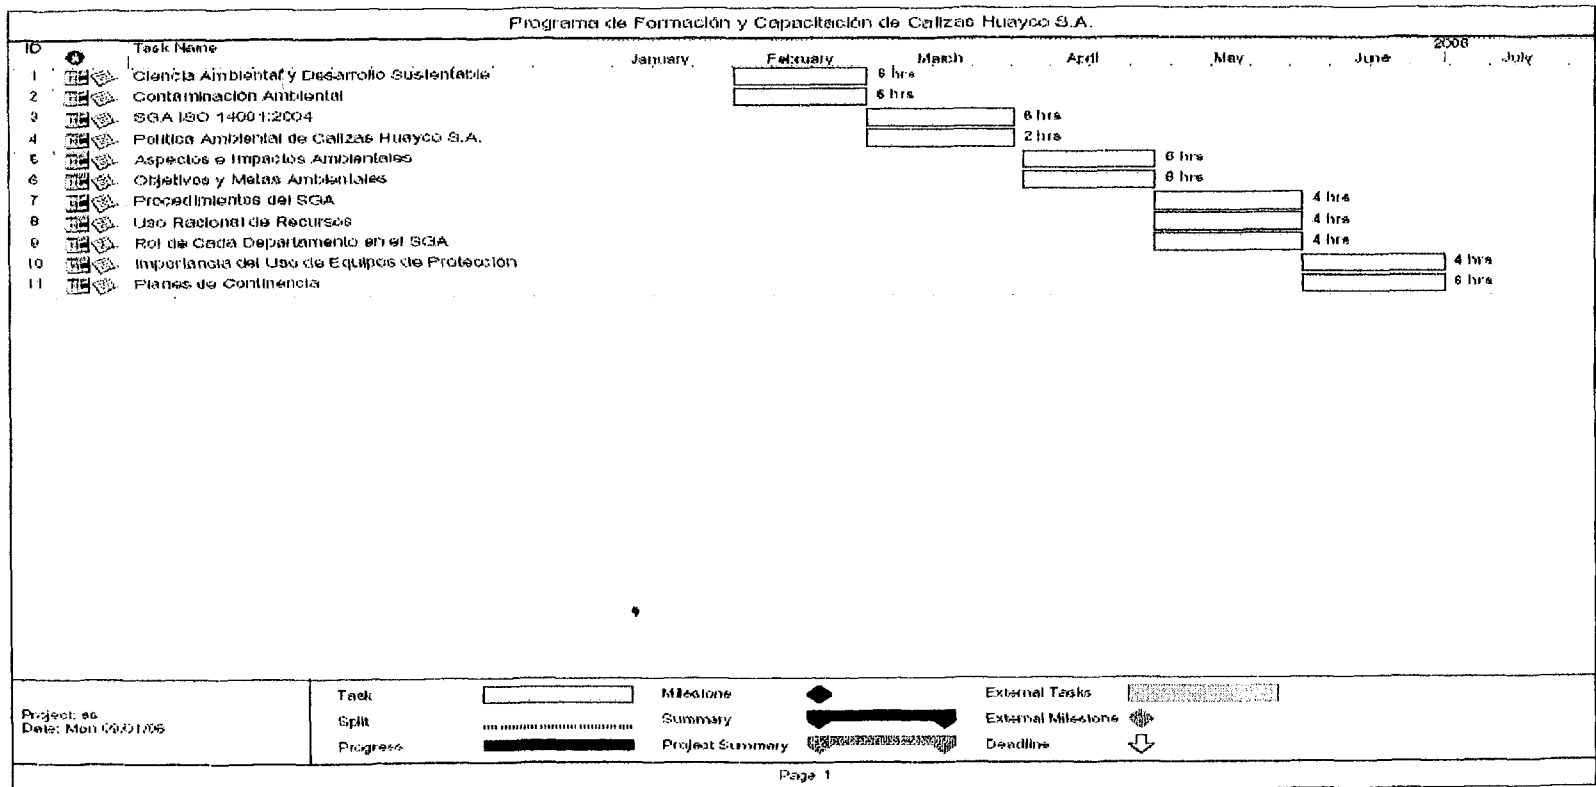 Programa de Formación y Capacitación de Calizas Huayco S.A.
ID Task Name 2006
January February March April May June July
1 Ciencia Ambiental y Desarrollo Sustentable 6 hrs
2 Contaminación Ambiental 6 hrs
3 SGA ISO 14001:2004 6 hrs
4 Política Ambiental de Calizas Huayco S.A. 2 hrs
5 Aspectos e Impactos Ambientales 6 hrs
6 Objetivos y Metas Ambientales 6 hrs
7 Procedimientos del SGA 4 hrs
8 Uso Racional de Recursos 4 hrs
9 Rol de Cada Departamento en el SGA 4 hrs
10 Importancia del Uso de Equipos de Protección 4 hrs
11 Planes de Continencia 6 hrs
Project: es
Date: Mon 09/01/06
Task Milestone External Tasks
Split Summary External Milestone
Progress Project Summary Deadline
Page 1